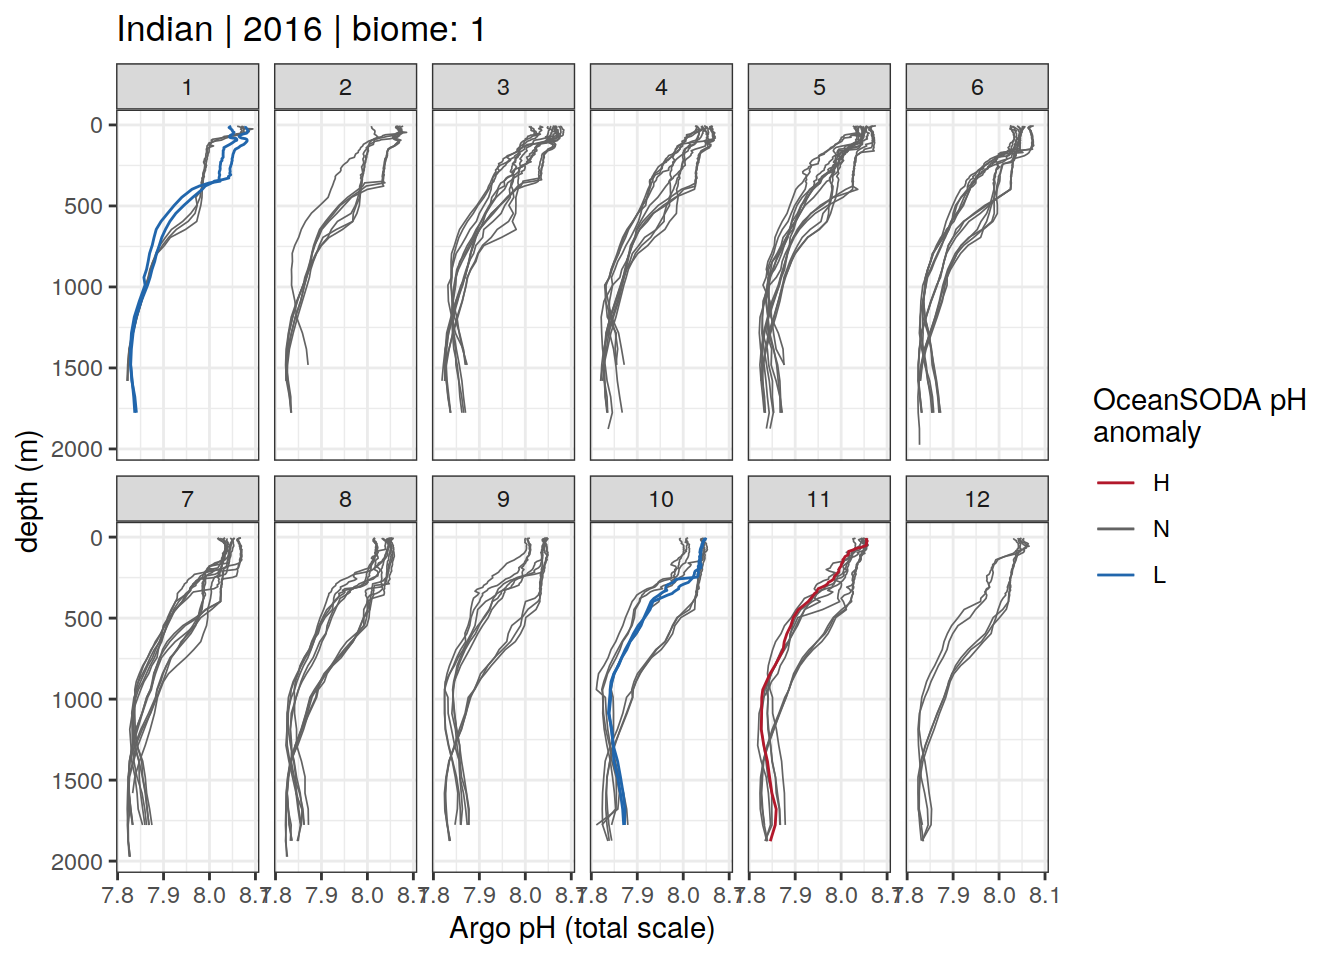 Indian | 2016 | biome: 1
1 2 3 4 5 6
0
500
1000
1500
2000
7 8 9 10 11 12
0
500
1000
1500
2000
7.8 7.9 8.0 8.1 7.8 7.9 8.0 8.1 7.8 7.9 8.0 8.1 7.8 7.9 8.0 8.1 7.8 7.9 8.0 8.1 7.8 7.9 8.0 8.1
Argo pH (total scale)
depth (m)
OceanSODA pH
anomaly
H
N
L